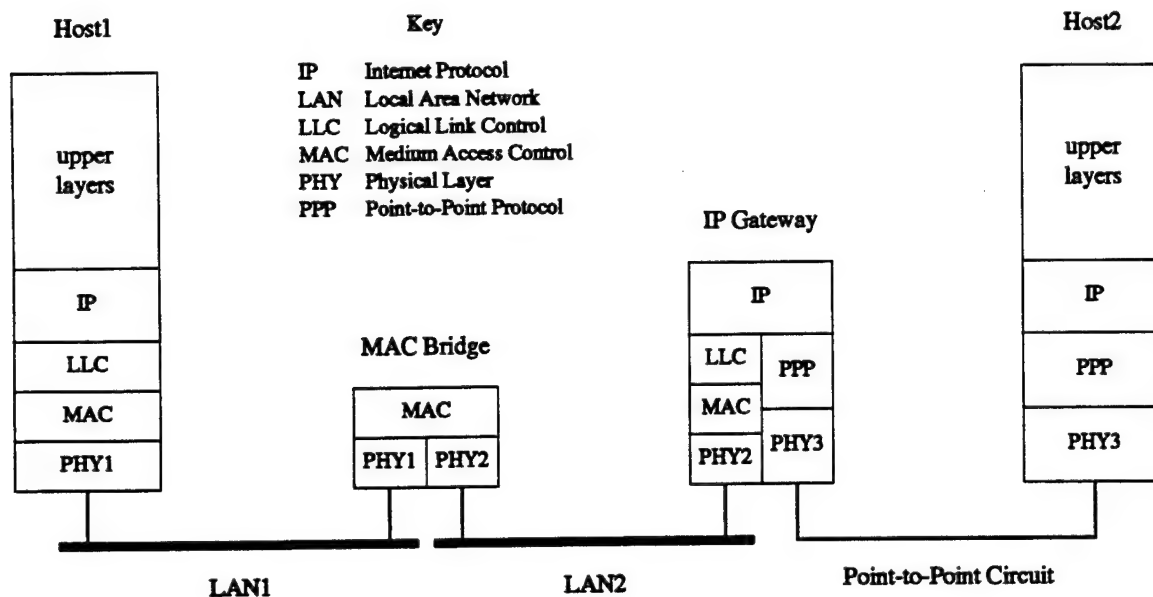 Host1
Key
Host2
IP Internet Protocol
LAN Local Area Network
LLC Logical Link Control
MAC Medium Access Control
PHY Physical Layer
PPP Point-to-Point Protocol
upper
layers
IP
LLC
MAC
PHY1
MAC Bridge
MAC
PHY1 PHY2
IP Gateway
IP
LLC
MAC
PHY2
PPP
PHY3
upper
layers
IP
PPP
PHY3
LAN1
LAN2
Point-to-Point Circuit